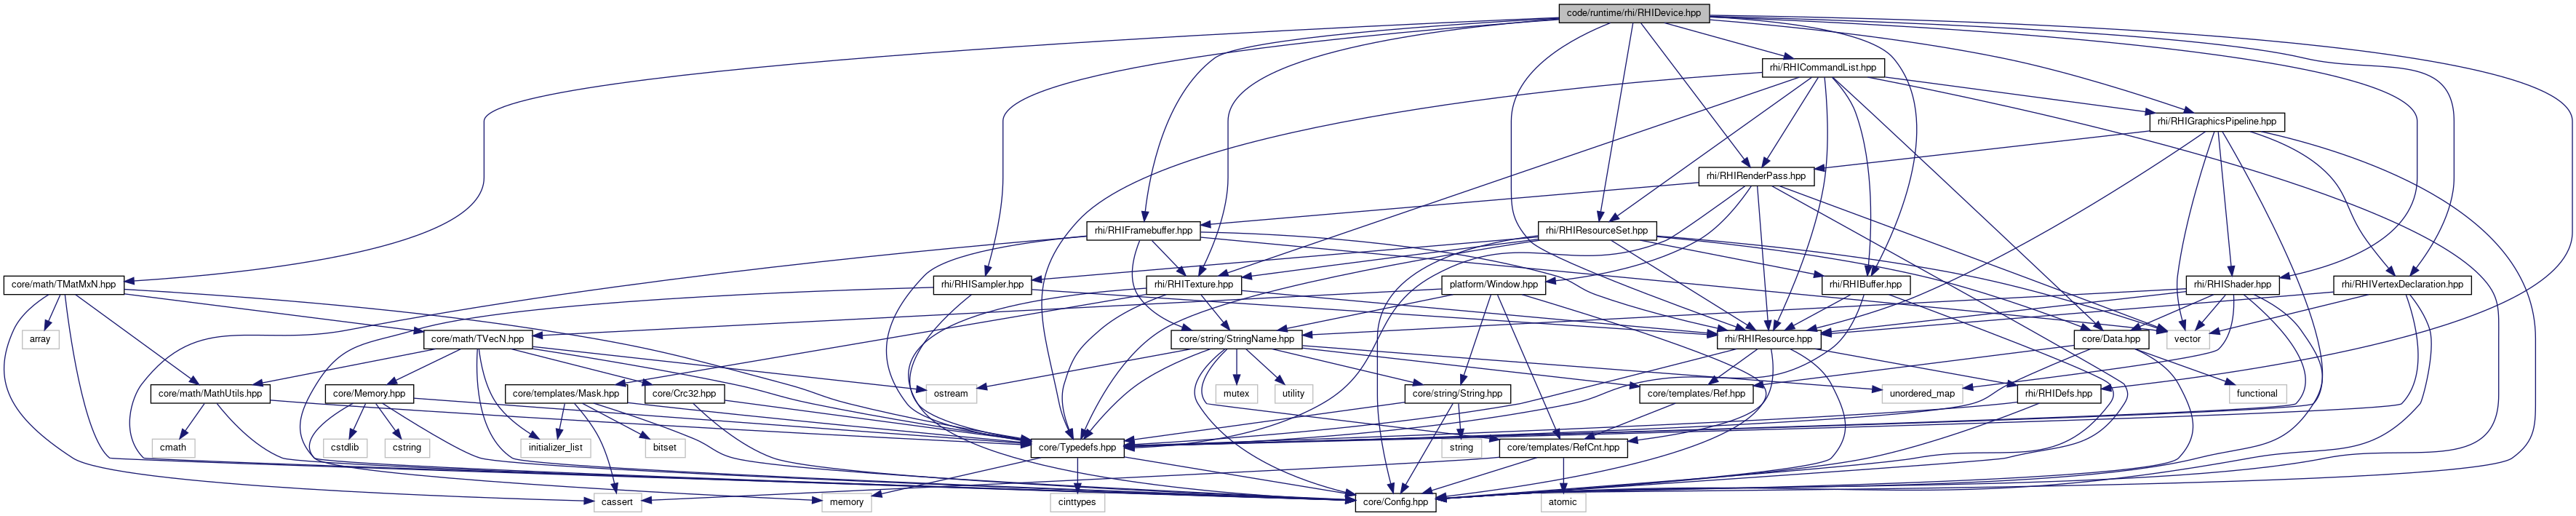 code/runtime/rhi/RHIDevice.hpp
rhi/RHICommandList.hpp
rhi/RHIGraphicsPipeline.hpp
rhi/RHIRenderPass.hpp
rhi/RHIFramebuffer.hpp
rhi/RHIResourceSet.hpp
core/math/TMatMxN.hpp
rhi/RHISampler.hpp
rhi/RHITexture.hpp
platform/Window.hpp
rhi/RHIBuffer.hpp
rhi/RHIShader.hpp
rhi/RHIVertexDeclaration.hpp
array
core/math/TVecN.hpp
core/string/StringName.hpp
rhi/RHIResource.hpp
core/Data.hpp
vector
core/math/MathUtils.hpp
core/Memory.hpp
core/templates/Mask.hpp
core/Crc32.hpp
ostream
mutex
utility
core/string/String.hpp
core/templates/Ref.hpp
unordered_map
rhi/RHIDefs.hpp
functional
cmath
cstdlib
cstring
initializer_list
bitset
core/Typedefs.hpp
string
core/templates/RefCnt.hpp
cassert
core/Config.hpp
memory
cinttypes
atomic